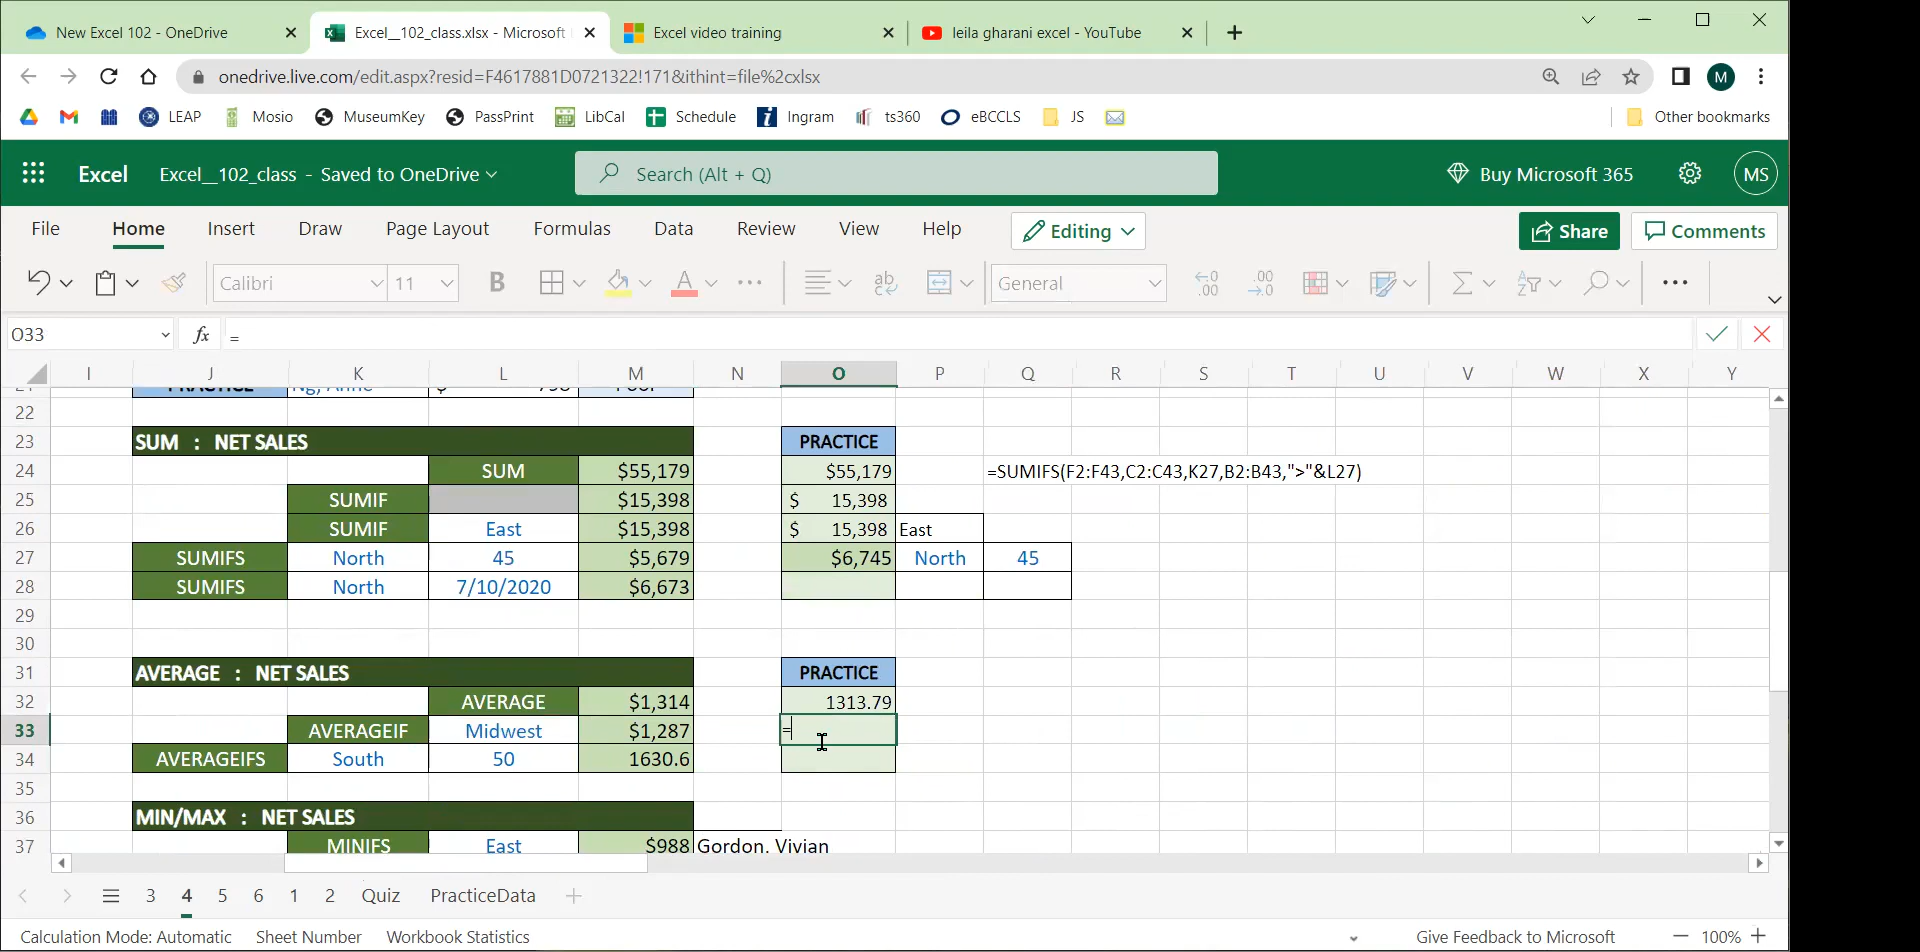 New Excel 102 - OneDrive
Excel__102_class.xlsx - Microsoft
Excel video training
leila gharani excel - YouTube
onedrive.live.com/edit.aspx?resid=F4617881D0721322!171&ithint=file%2cxlsx
M
LEAP Mosio MuseumKey PassPrint LibCal Schedule Ingram ts360 eBCCLS JS Other bookmarks
Excel Excel__102_class - Saved to OneDrive Search (Alt + Q) Buy Microsoft 365 MS
File Home Insert Draw Page Layout Formulas Data Review View Help Editing Share Comments
Calibri 11 B A ab General .00 .00
O33 fx =
I J K L M N O P Q R S T U V W X Y
22
23 SUM : NET SALES PRACTICE
24 SUM $55,179 $55,179 =SUMIFS(F2:F43,C2:C43,K27,B2:B43,">"&L27)
25 SUMIF $15,398 $ 15,398
26 SUMIF East $15,398 $ 15,398 East
27 SUMIFS North 45 $5,679 $6,745 North 45
28 SUMIFS North 7/10/2020 $6,673
29
30
31 AVERAGE : NET SALES PRACTICE
32 AVERAGE $1,314 1313.79
33 AVERAGEIF Midwest $1,287 =
34 AVERAGEIFS South 50 1630.6
35
36 MIN/MAX : NET SALES
37 MINIFS East $988 Gordon, Vivian
3 4 5 6 1 2 Quiz PracticeData
Calculation Mode: Automatic Sheet Number Workbook Statistics Give Feedback to Microsoft 100%